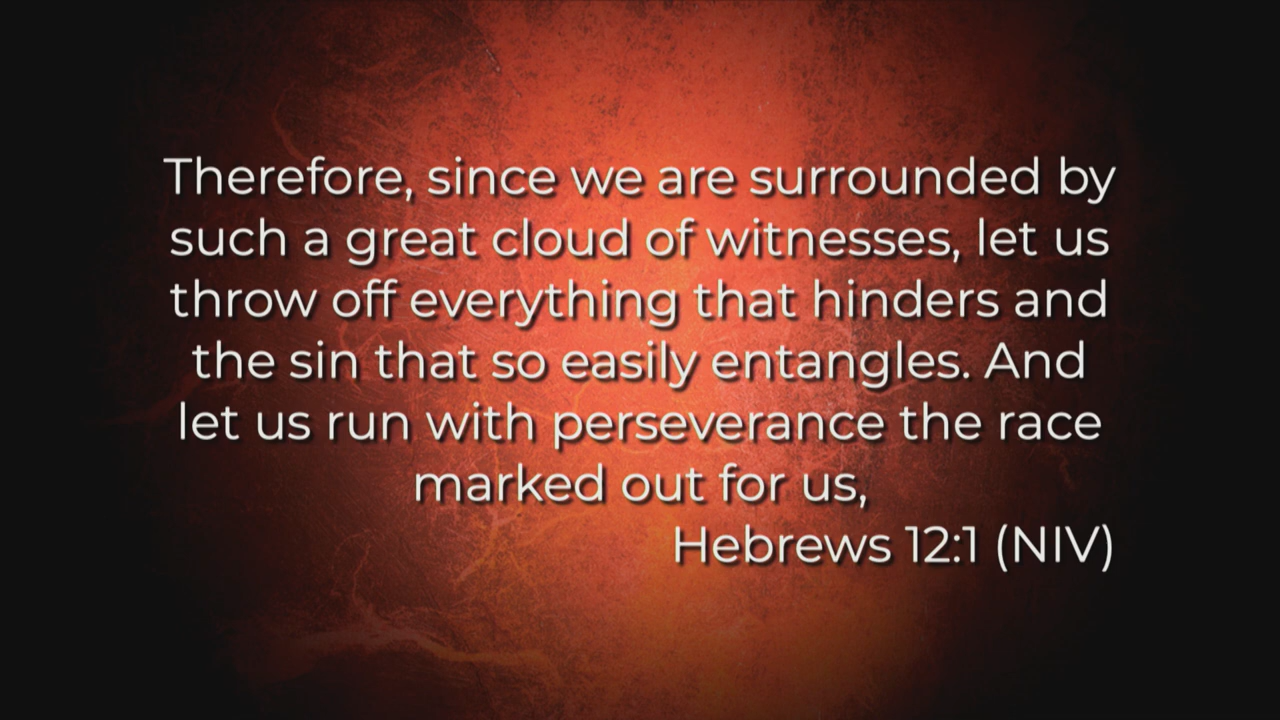 Therefore, since we are surrounded by
such a great cloud of witnesses, let us
throw off everything that hinders and
the sin that so easily entangles. And
let us run with perseverance the race
marked out for us,
Hebrews 12:1 (NIV)